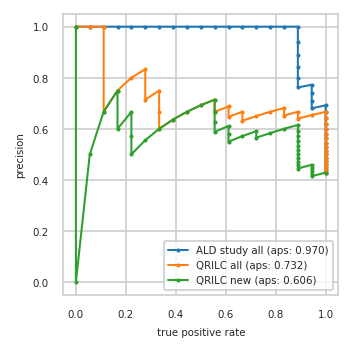 1.0
0.8
0.6
0.4
0.2
0.0
precision
0.0 0.2 0.4 0.6 0.8 1.0
true positive rate
ALD study all (aps: 0.970)
QRILC all (aps: 0.732)
QRILC new (aps: 0.606)